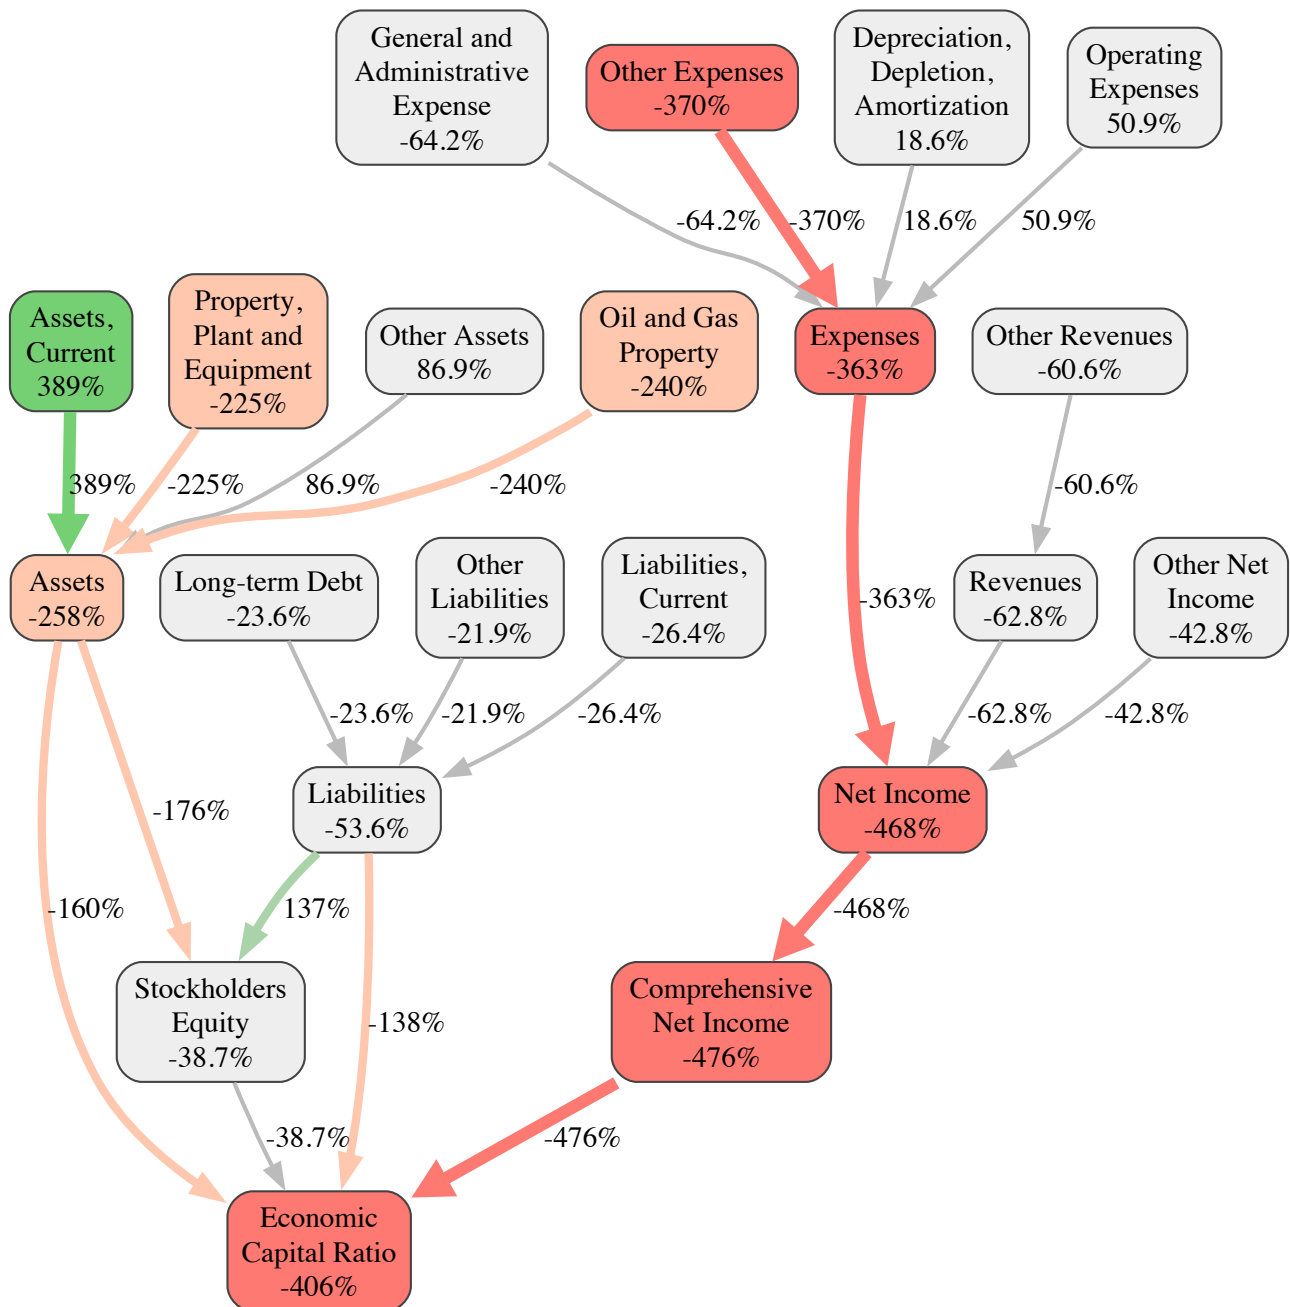 General and
Administrative
Expense
-64.2%
Other Expenses
-370%
Depreciation,
Depletion,
Amortization
18.6%
Operating
Expenses
50.9%
-64.2%
-370%
18.6%
50.9%
Assets,
Current
389%
Property,
Plant and
Equipment
-225%
Other Assets
86.9%
Oil and Gas
Property
-240%
Expenses
-363%
Other Revenues
-60.6%
389%
-225%
86.9%
-240%
-60.6%
Assets
-258%
Long-term Debt
-23.6%
Other
Liabilities
-21.9%
Liabilities,
Current
-26.4%
-363%
Revenues
-62.8%
Other Net
Income
-42.8%
-23.6%
-21.9%
-26.4%
-62.8%
-42.8%
-176%
Liabilities
-53.6%
Net Income
-468%
-160%
137%
-468%
Stockholders
Equity
-38.7%
-138%
Comprehensive
Net Income
-476%
-38.7%
-476%
Economic
Capital Ratio
-406%